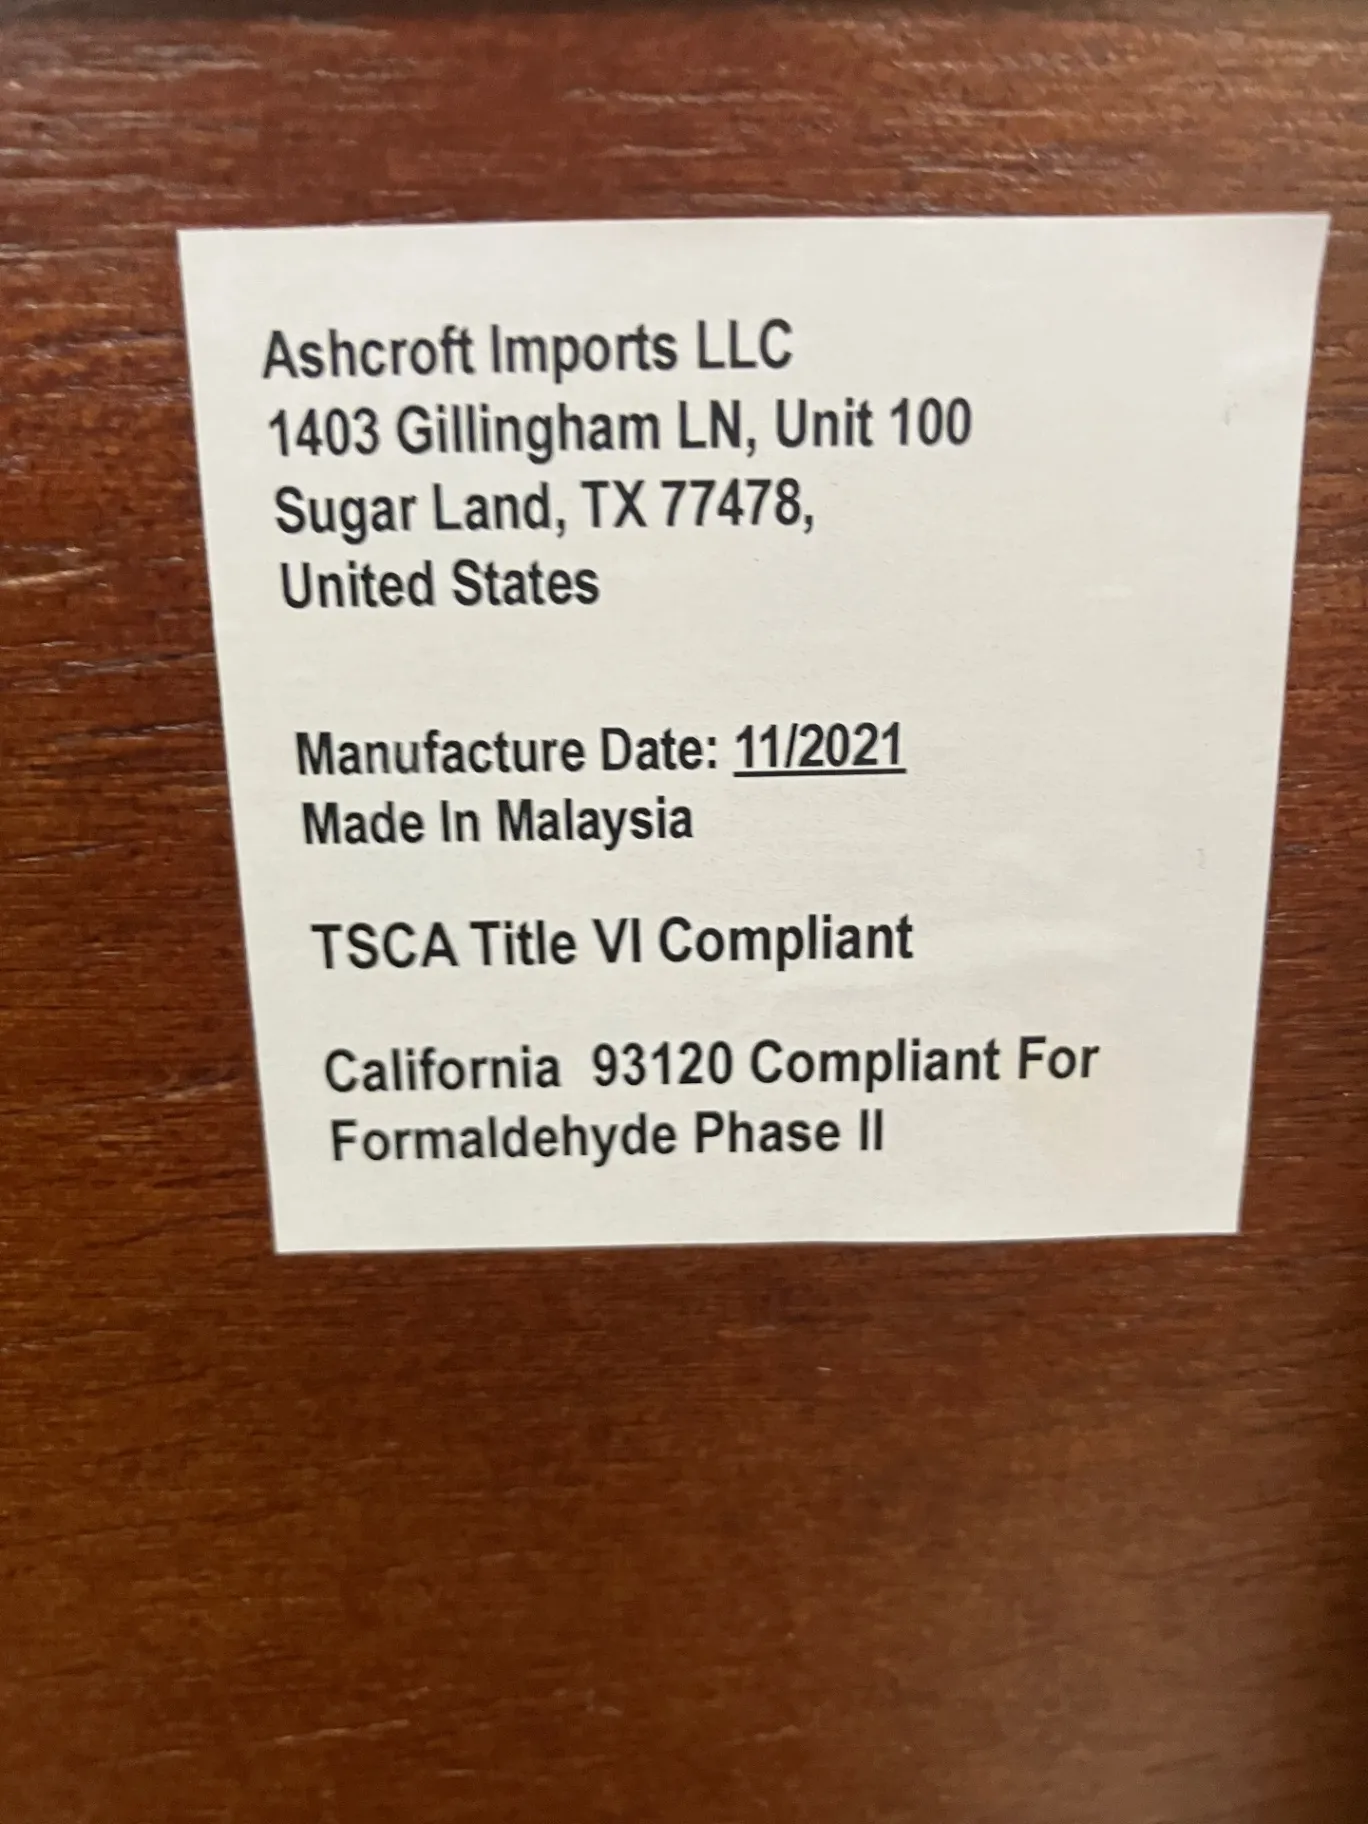 Ashcroft Imports LLC
1403 Gillingham LN, Unit 100
Sugar Land, TX 77478,
United States
Manufacture Date: 11/2021
Made In Malaysia
TSCA Title VI Compliant
California 93120 Compliant For
Formaldehyde Phase II